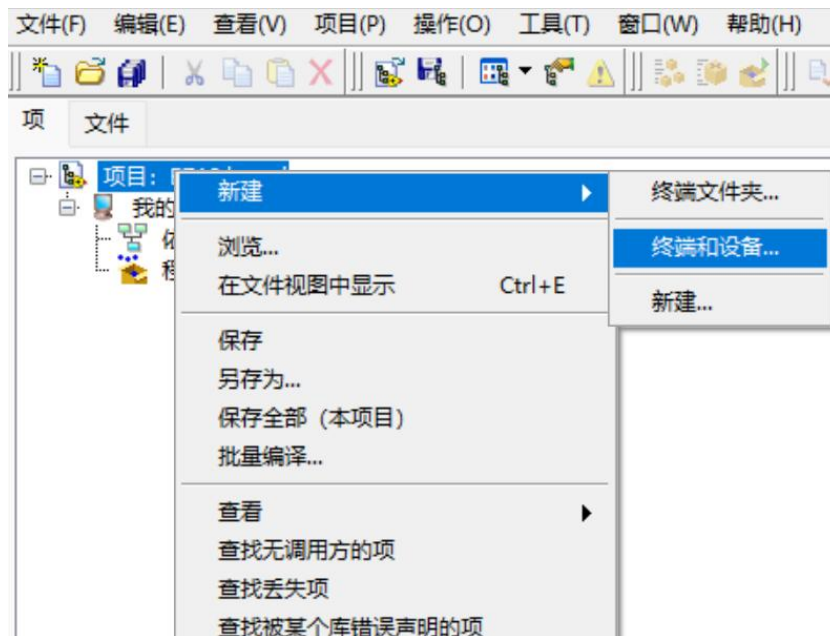 文件(F) 编辑(E) 查看(V) 项目(P) 操作(O) 工具(T) 窗口(W) 帮助(H)
项 文件
项目:
我的
新建
终端文件夹...
终端和设备...
新建...
浏览...
在文件视图中显示 Ctrl+E
保存
另存为...
保存全部（本项目）
批量编译...
查看
查找无调用方的项
查找丢失项
查找被某个库错误声明的项